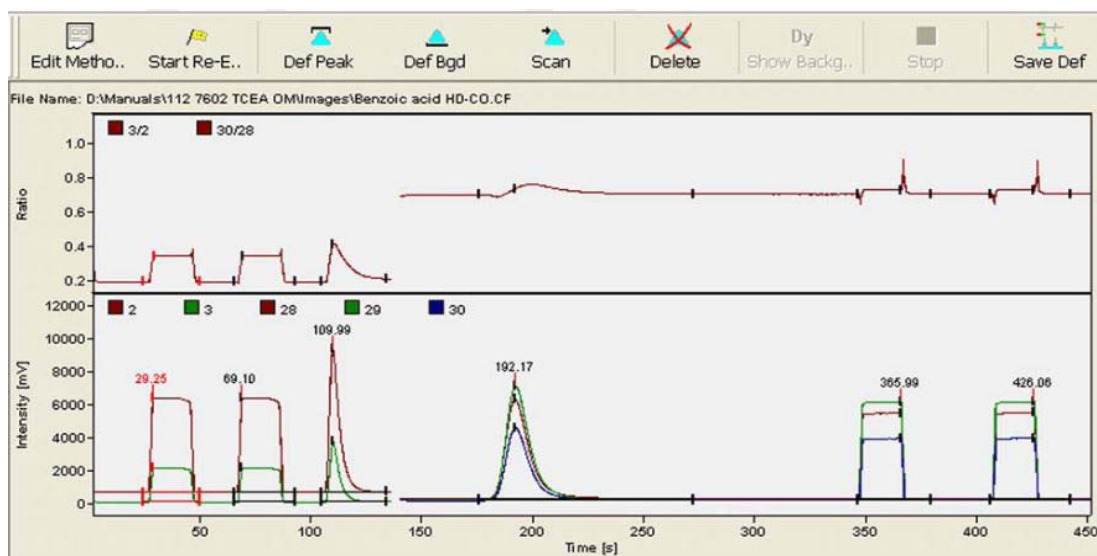 Edit Metho.. Start Re-E.. Def Peak Def Bgd Scan Delete Dy Show Backg.. Stop Save Def
File Name: D:\Manuals\112 7602 TCEA OM\Images\Benzoic acid HD-CO.CF
3/2 30/28
1.0
0.8
Ratio
0.6
0.4
0.2
2 3 28 29 30
12000
10000
8000
Intensity [mV]
6000
4000
2000
0
29.25 69.10 109.99 192.17 365.99 426.06
50 100 150 200 250 300 350 400 450
Time [s]